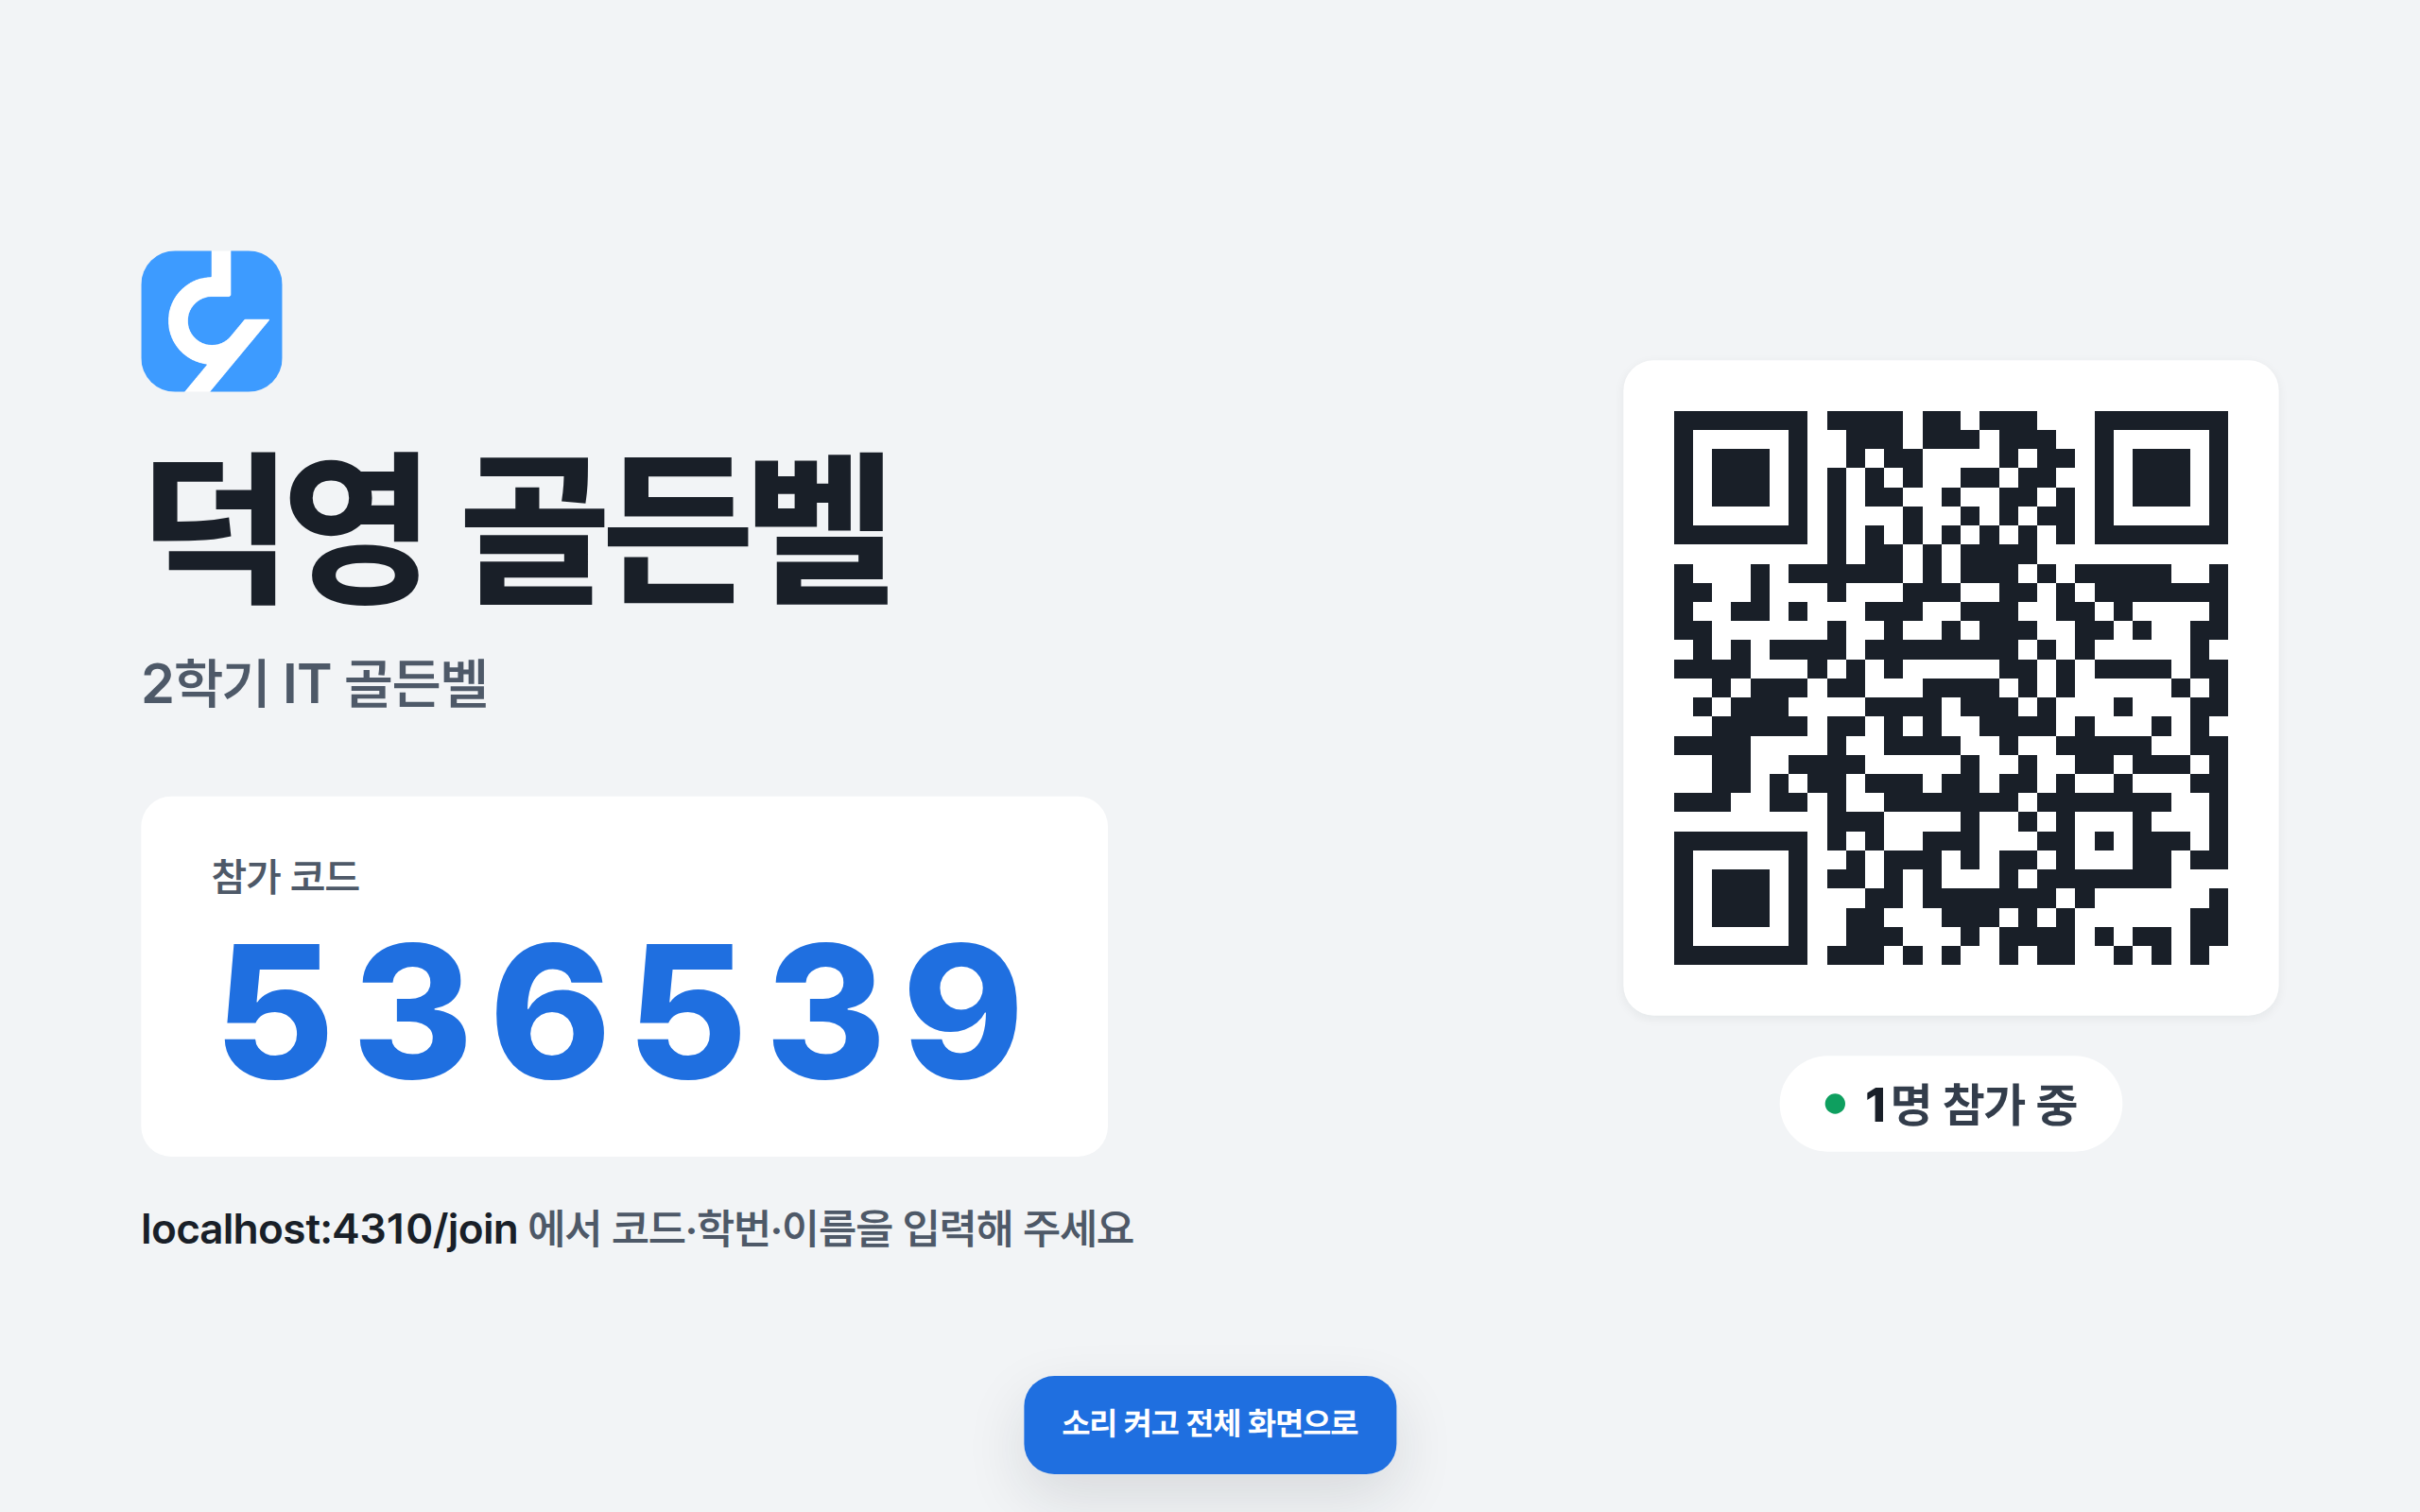 덕영 골든벨
2학기 IT 골든벨
참가 코드
536539
localhost:4310/join 에서 코드·학번·이름을 입력해 주세요
1명 참가 중
소리 켜고 전체 화면으로